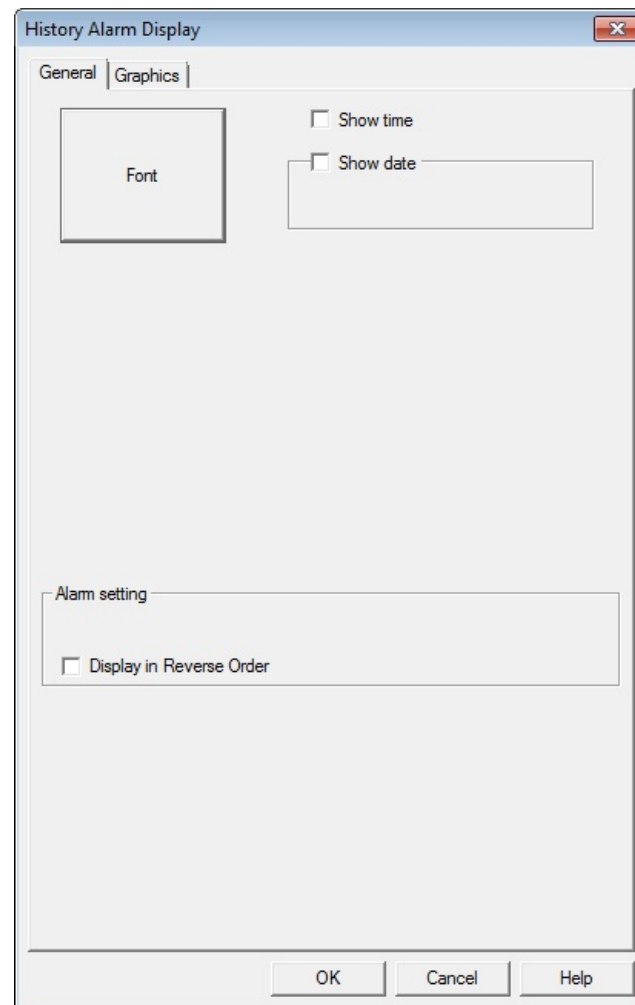 History Alarm Display
General Graphics
Font
Show time
Show date
Alarm setting
Display in Reverse Order
OK Cancel Help